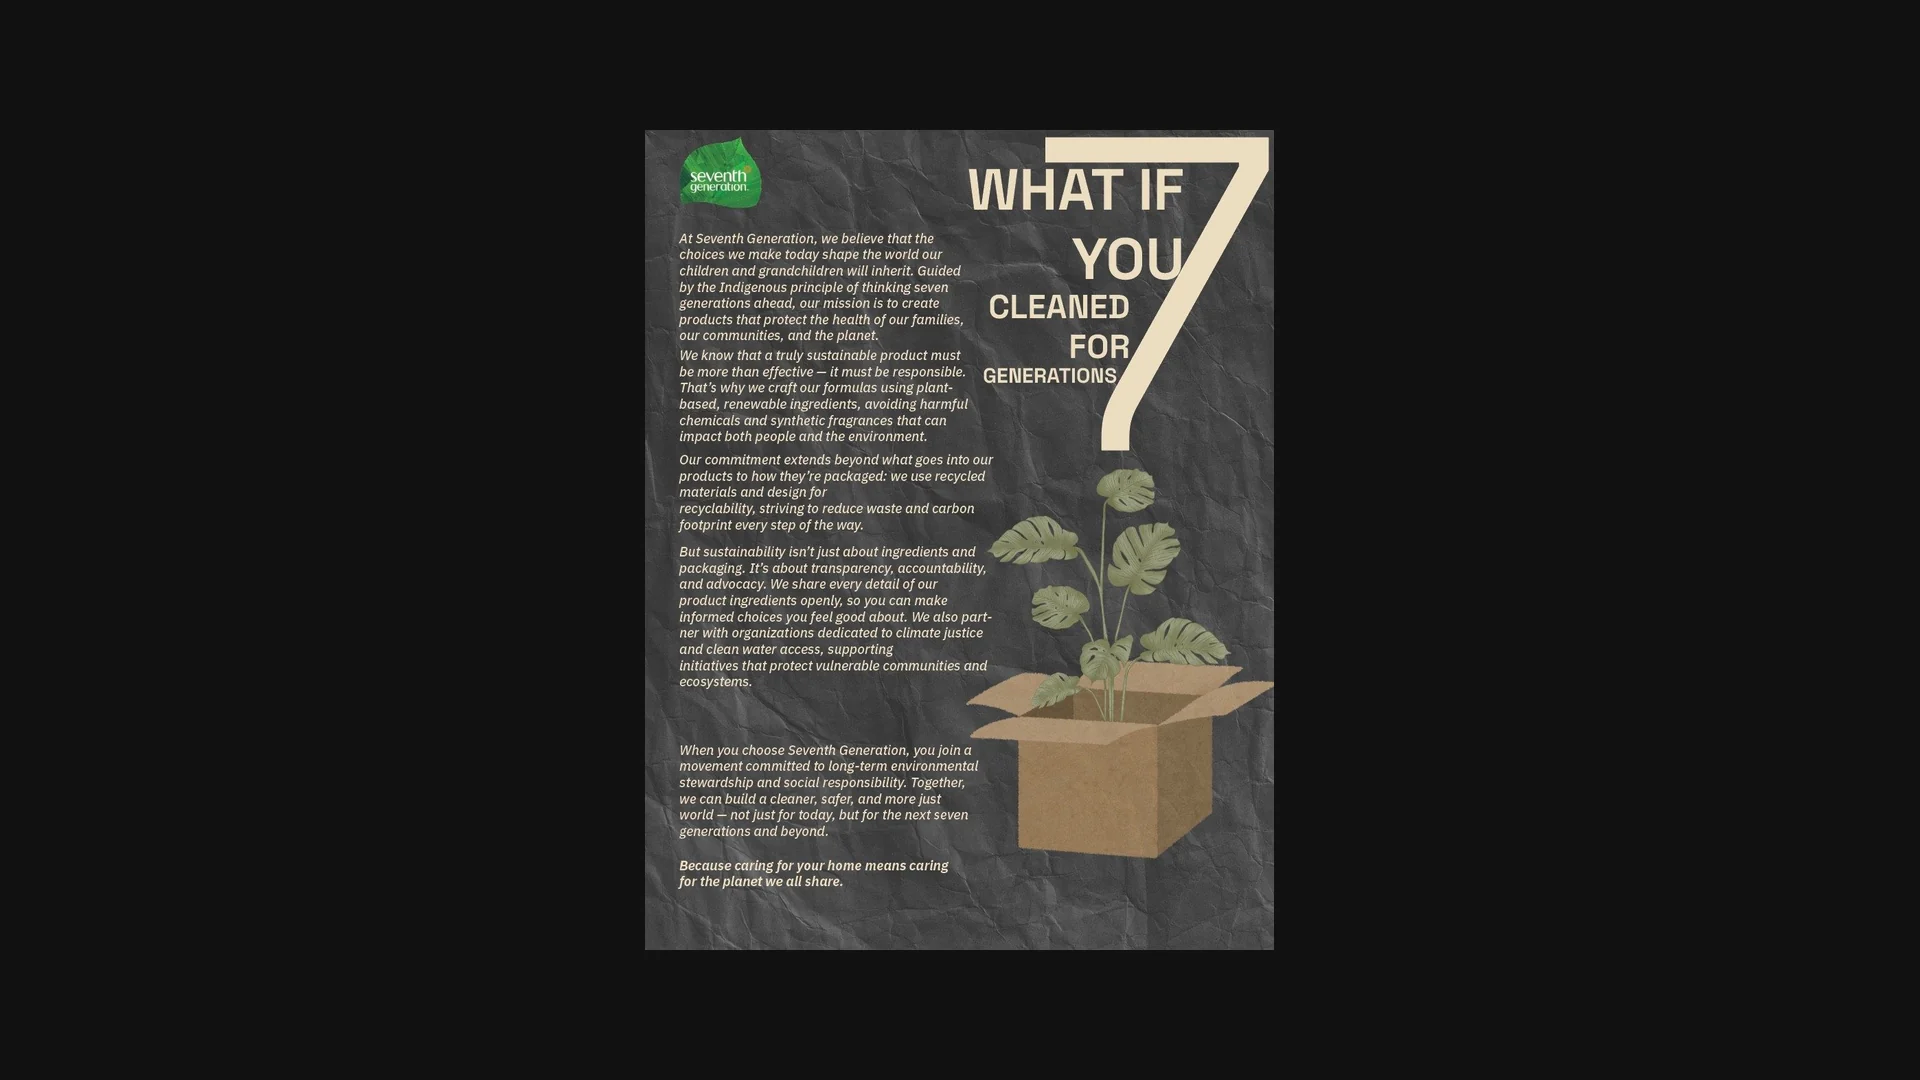 seventh
generation.
WHAT IF
YOU
CLEANED
FOR
GENERATIONS
7
At Seventh Generation, we believe that the
choices we make today shape the world our
children and grandchildren will inherit. Guided
by the Indigenous principle of thinking seven
generations ahead, our mission is to create
products that protect the health of our families,
our communities, and the planet.
We know that a truly sustainable product must
be more than effective — it must be responsible.
That’s why we craft our formulas using plant-
based, renewable ingredients, avoiding harmful
chemicals and synthetic fragrances that can
impact both people and the environment.
Our commitment extends beyond what goes into our
products to how they’re packaged: we use recycled
materials and design for
recyclability, striving to reduce waste and carbon
footprint every step of the way.
But sustainability isn’t just about ingredients and
packaging. It’s about transparency, accountability,
and advocacy. We share every detail of our
product ingredients openly, so you can make
informed choices you feel good about. We also part-
ner with organizations dedicated to climate justice
and clean water access, supporting
initiatives that protect vulnerable communities and
ecosystems.
When you choose Seventh Generation, you join a
movement committed to long-term environmental
stewardship and social responsibility. Together,
we can build a cleaner, safer, and more just
world — not just for today, but for the next seven
generations and beyond.
Because caring for your home means caring
for the planet we all share.